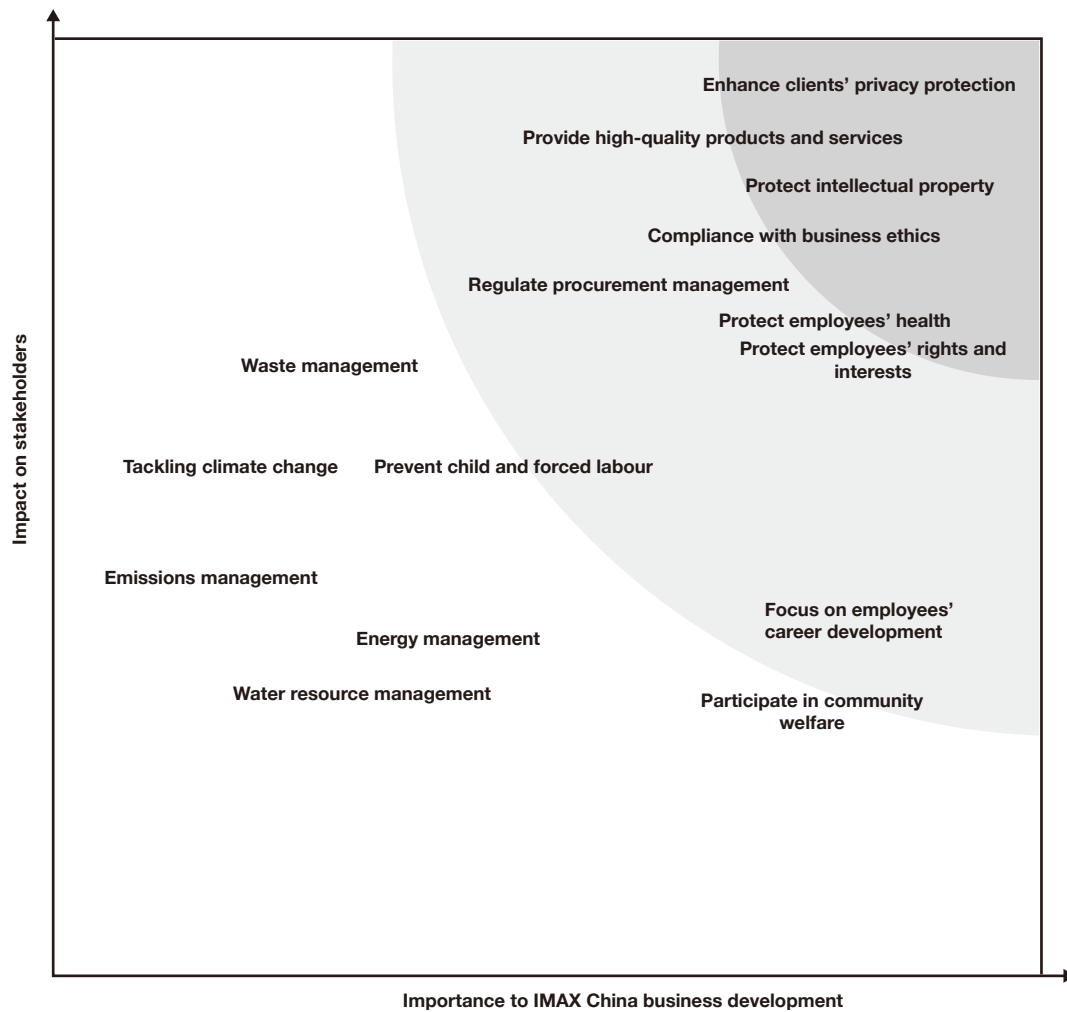 Enhance clients’ privacy protection
Provide high-quality products and services
Protect intellectual property
Compliance with business ethics
Regulate procurement management
Protect employees’ health
Protect employees’ rights and
interests
Waste management
Tackling climate change
Prevent child and forced labour
Emissions management
Focus on employees’
career development
Energy management
Water resource management
Participate in community
welfare
Impact on stakeholders
Importance to IMAX China business development